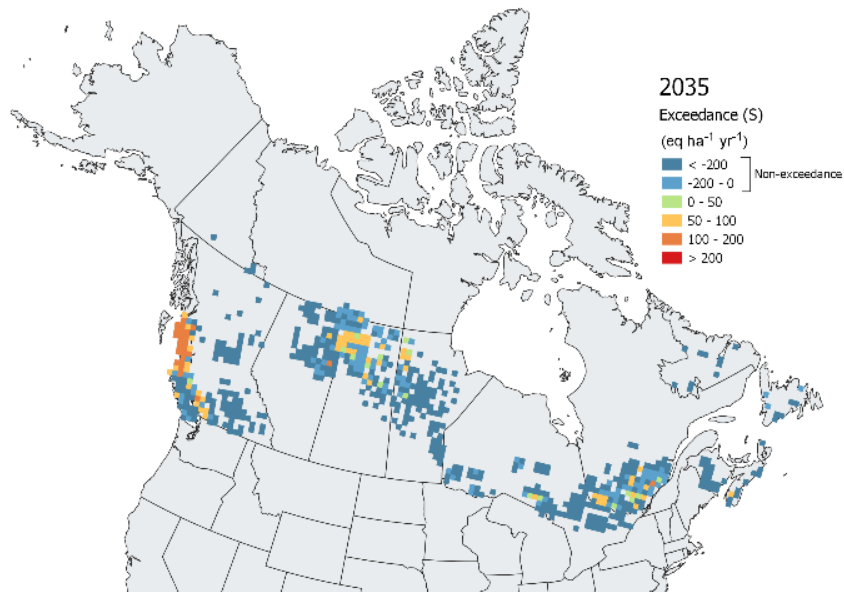 2035
Exceedance (S)
(eq ha⁻¹ yr⁻¹)
< -200
-200 - 0
Non-exceedance
0 - 50
50 - 100
100 - 200
> 200